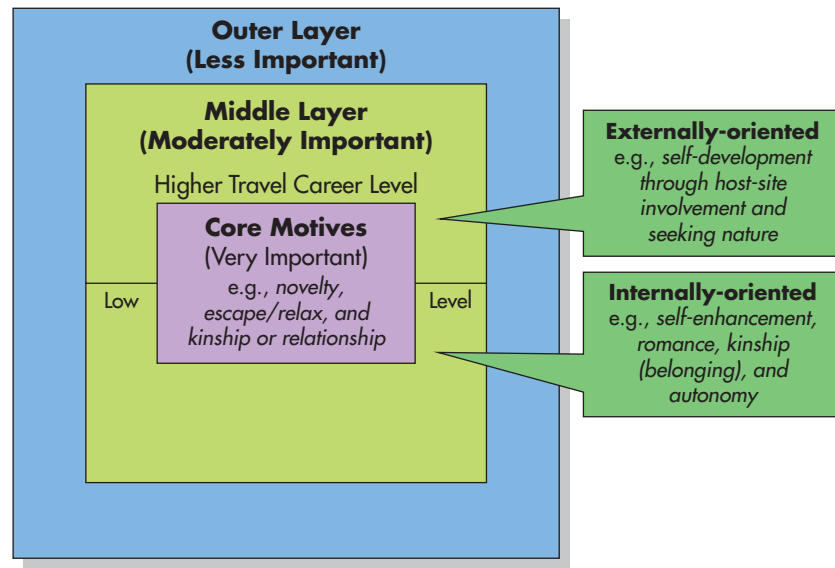 Outer Layer
(Less Important)
Middle Layer
(Moderately Important)
Higher Travel Career Level
Core Motives
(Very Important)
e.g., novelty,
escape/relax, and
kinship or relationship
Low
Level
Externally-oriented
e.g., self-development
through host-site
involvement and
seeking nature
Internally-oriented
e.g., self-enhancement,
romance, kinship
(belonging), and
autonomy